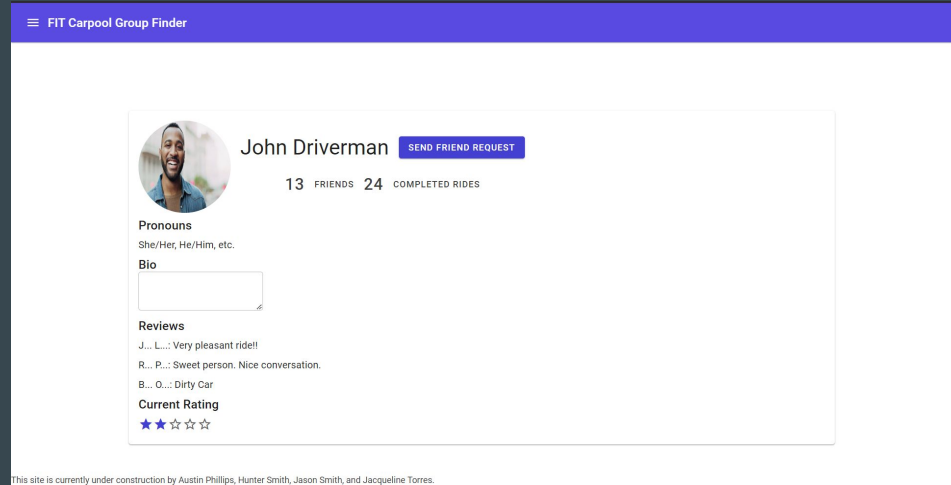 FIT Carpool Group Finder
John Driverman SEND FRIEND REQUEST
13 FRIENDS 24 COMPLETED RIDES
Pronouns
She/Her, He/Him, etc.
Bio
Reviews
J... L...: Very pleasant ride!!
R... P...: Sweet person. Nice conversation.
B... O...: Dirty Car
Current Rating
This site is currently under construction by Austin Phillips, Hunter Smith, Jason Smith, and Jacqueline Torres.